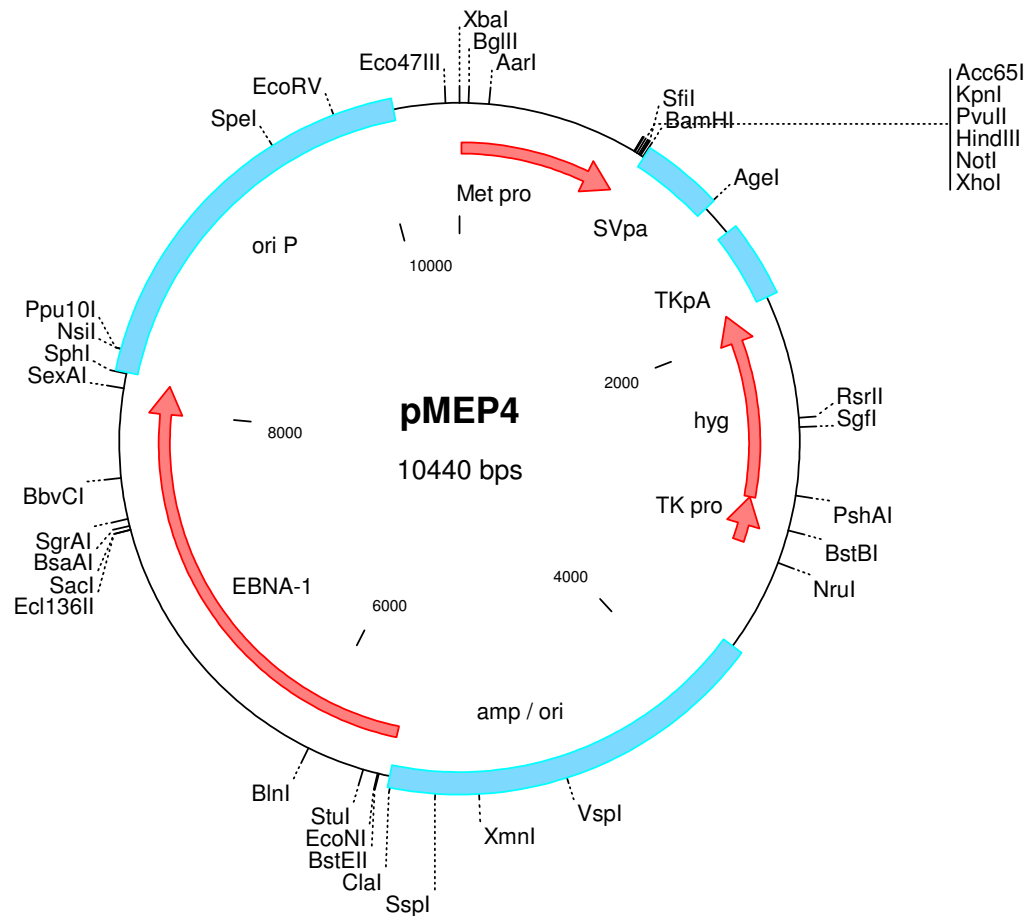 XbaI
BglII
AarI
Eco47III
EcoRV
SpeI
SfiI
BamHI
Acc65I
KpnI
PvuII
HindIII
NotI
XhoI
AgeI
Met pro
SVpa
ori P
10000
TKpA
Ppu10I
NsiI
SphI
SexAI
2000
pMEP4
10440 bps
8000
hyg
RsrII
SgfI
BbvCI
TK pro
PshAI
SgrAI
BsaAI
SacI
Ecl136II
BstBI
NruI
EBNA-1
6000
4000
amp / ori
BlnI
StuI
EcoNI
BstEII
ClaI
SspI
XmnI
VspI